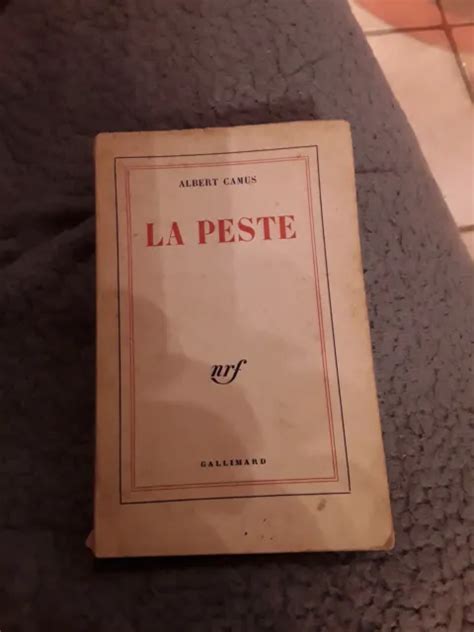 ALBERT CAMUS
LA PESTE
nrf
GALLIMARD